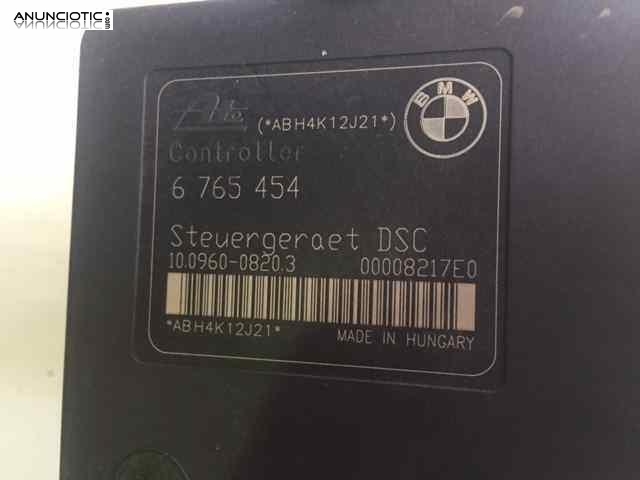 ANUNCIOTIC.com
Ate (*ABH4K12J21*)
BMW
Controller
6 765 454
Steuergeraet DSC
10.0960-0820.3 00008217E0
*ABH4K12J21*
MADE IN HUNGARY